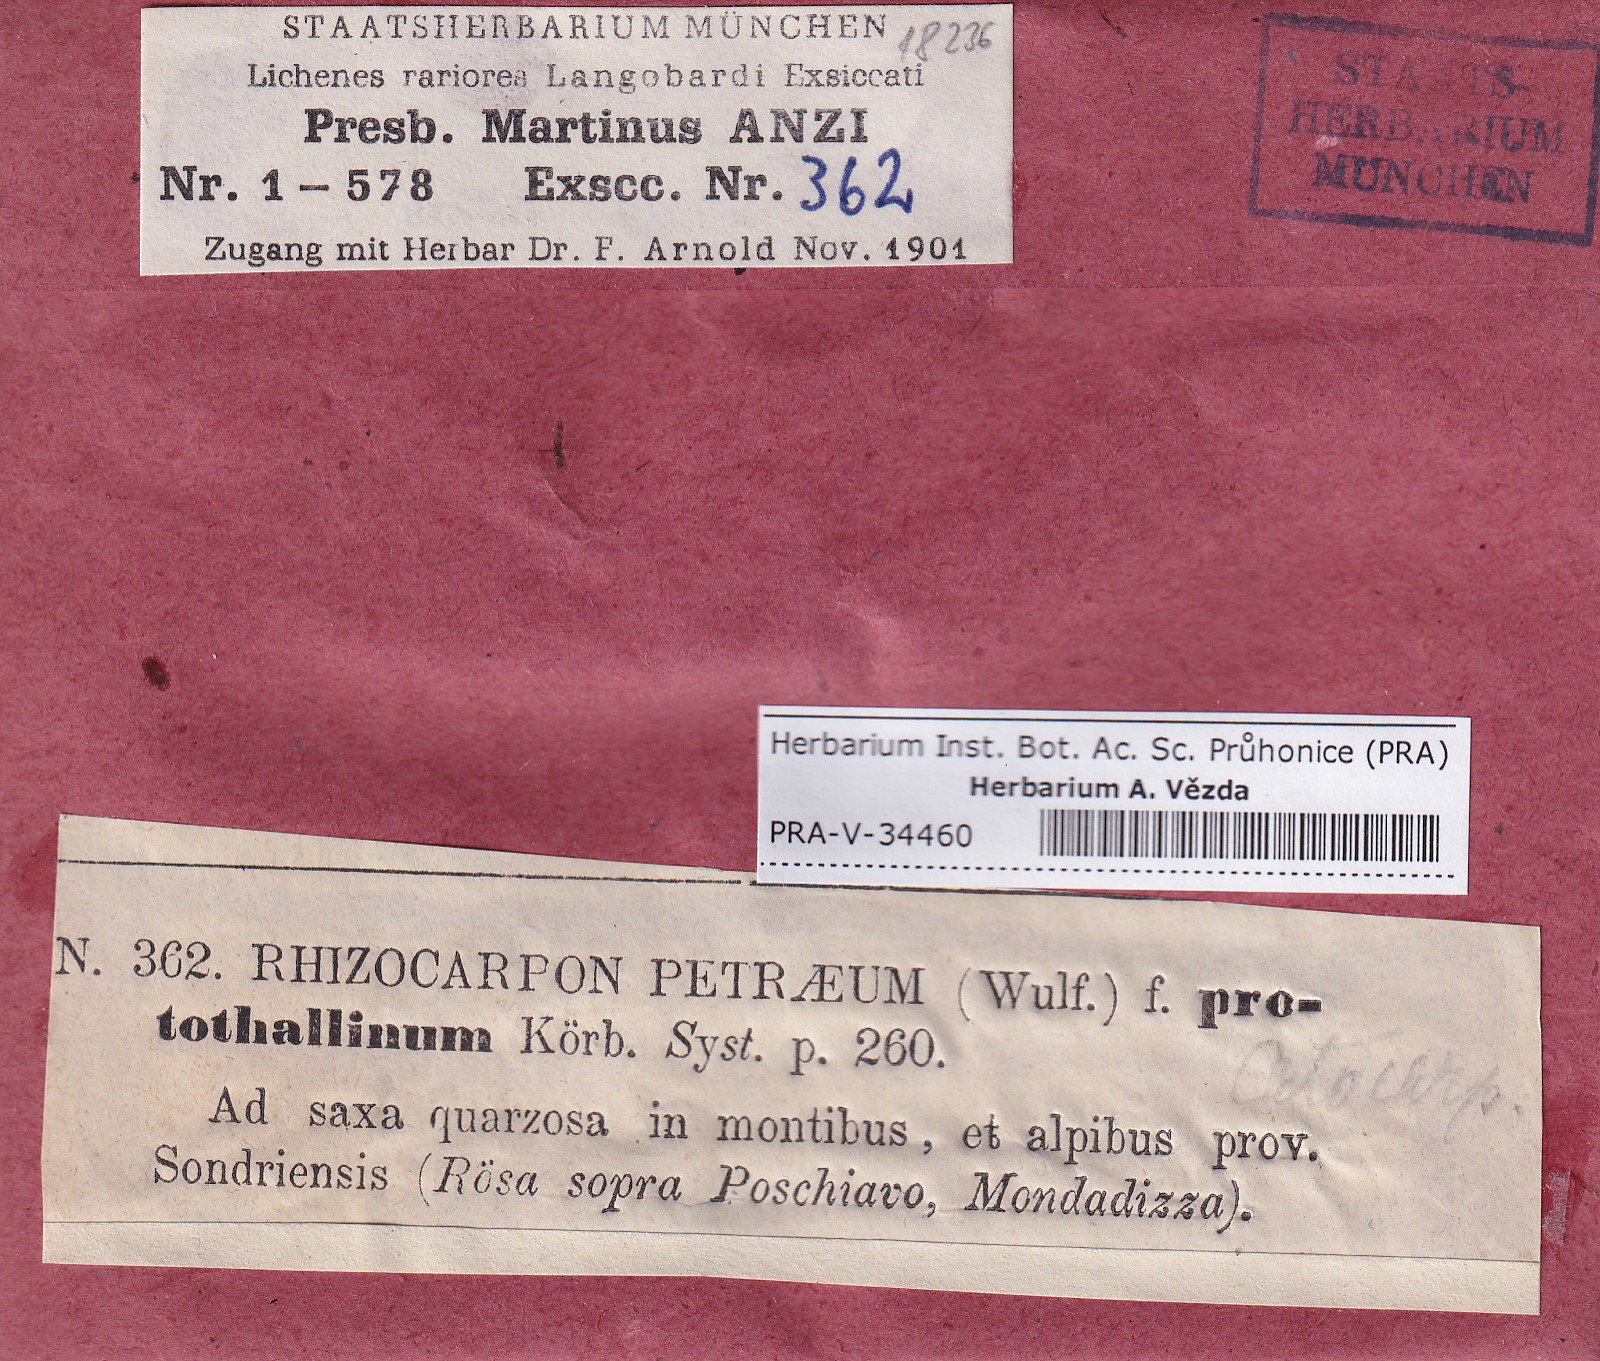 STAATSHERBARIUM MÜNCHEN 18236
Lichenes rariorea Langobardi Exsiccati
Presb. Martinus ANZI
Nr. 1 – 578 Exscc. Nr. 362
Zugang mit Herbar Dr. F. Arnold Nov. 1901
STAATS-
HERBARIUM
MÜNCHEN
Herbarium Inst. Bot. Ac. Sc. Průhonice (PRA)
Herbarium A. Vězda
PRA-V-34460
N. 362. RHIZOCARPON PETRÆUM (Wulf.) f. pro-
tothallinum Körb. Syst. p. 260.
Ad saxa quarzosa in montibus, et alpibus prov.
Sondriensis (Rösa sopra Poschiavo, Mondadizza).